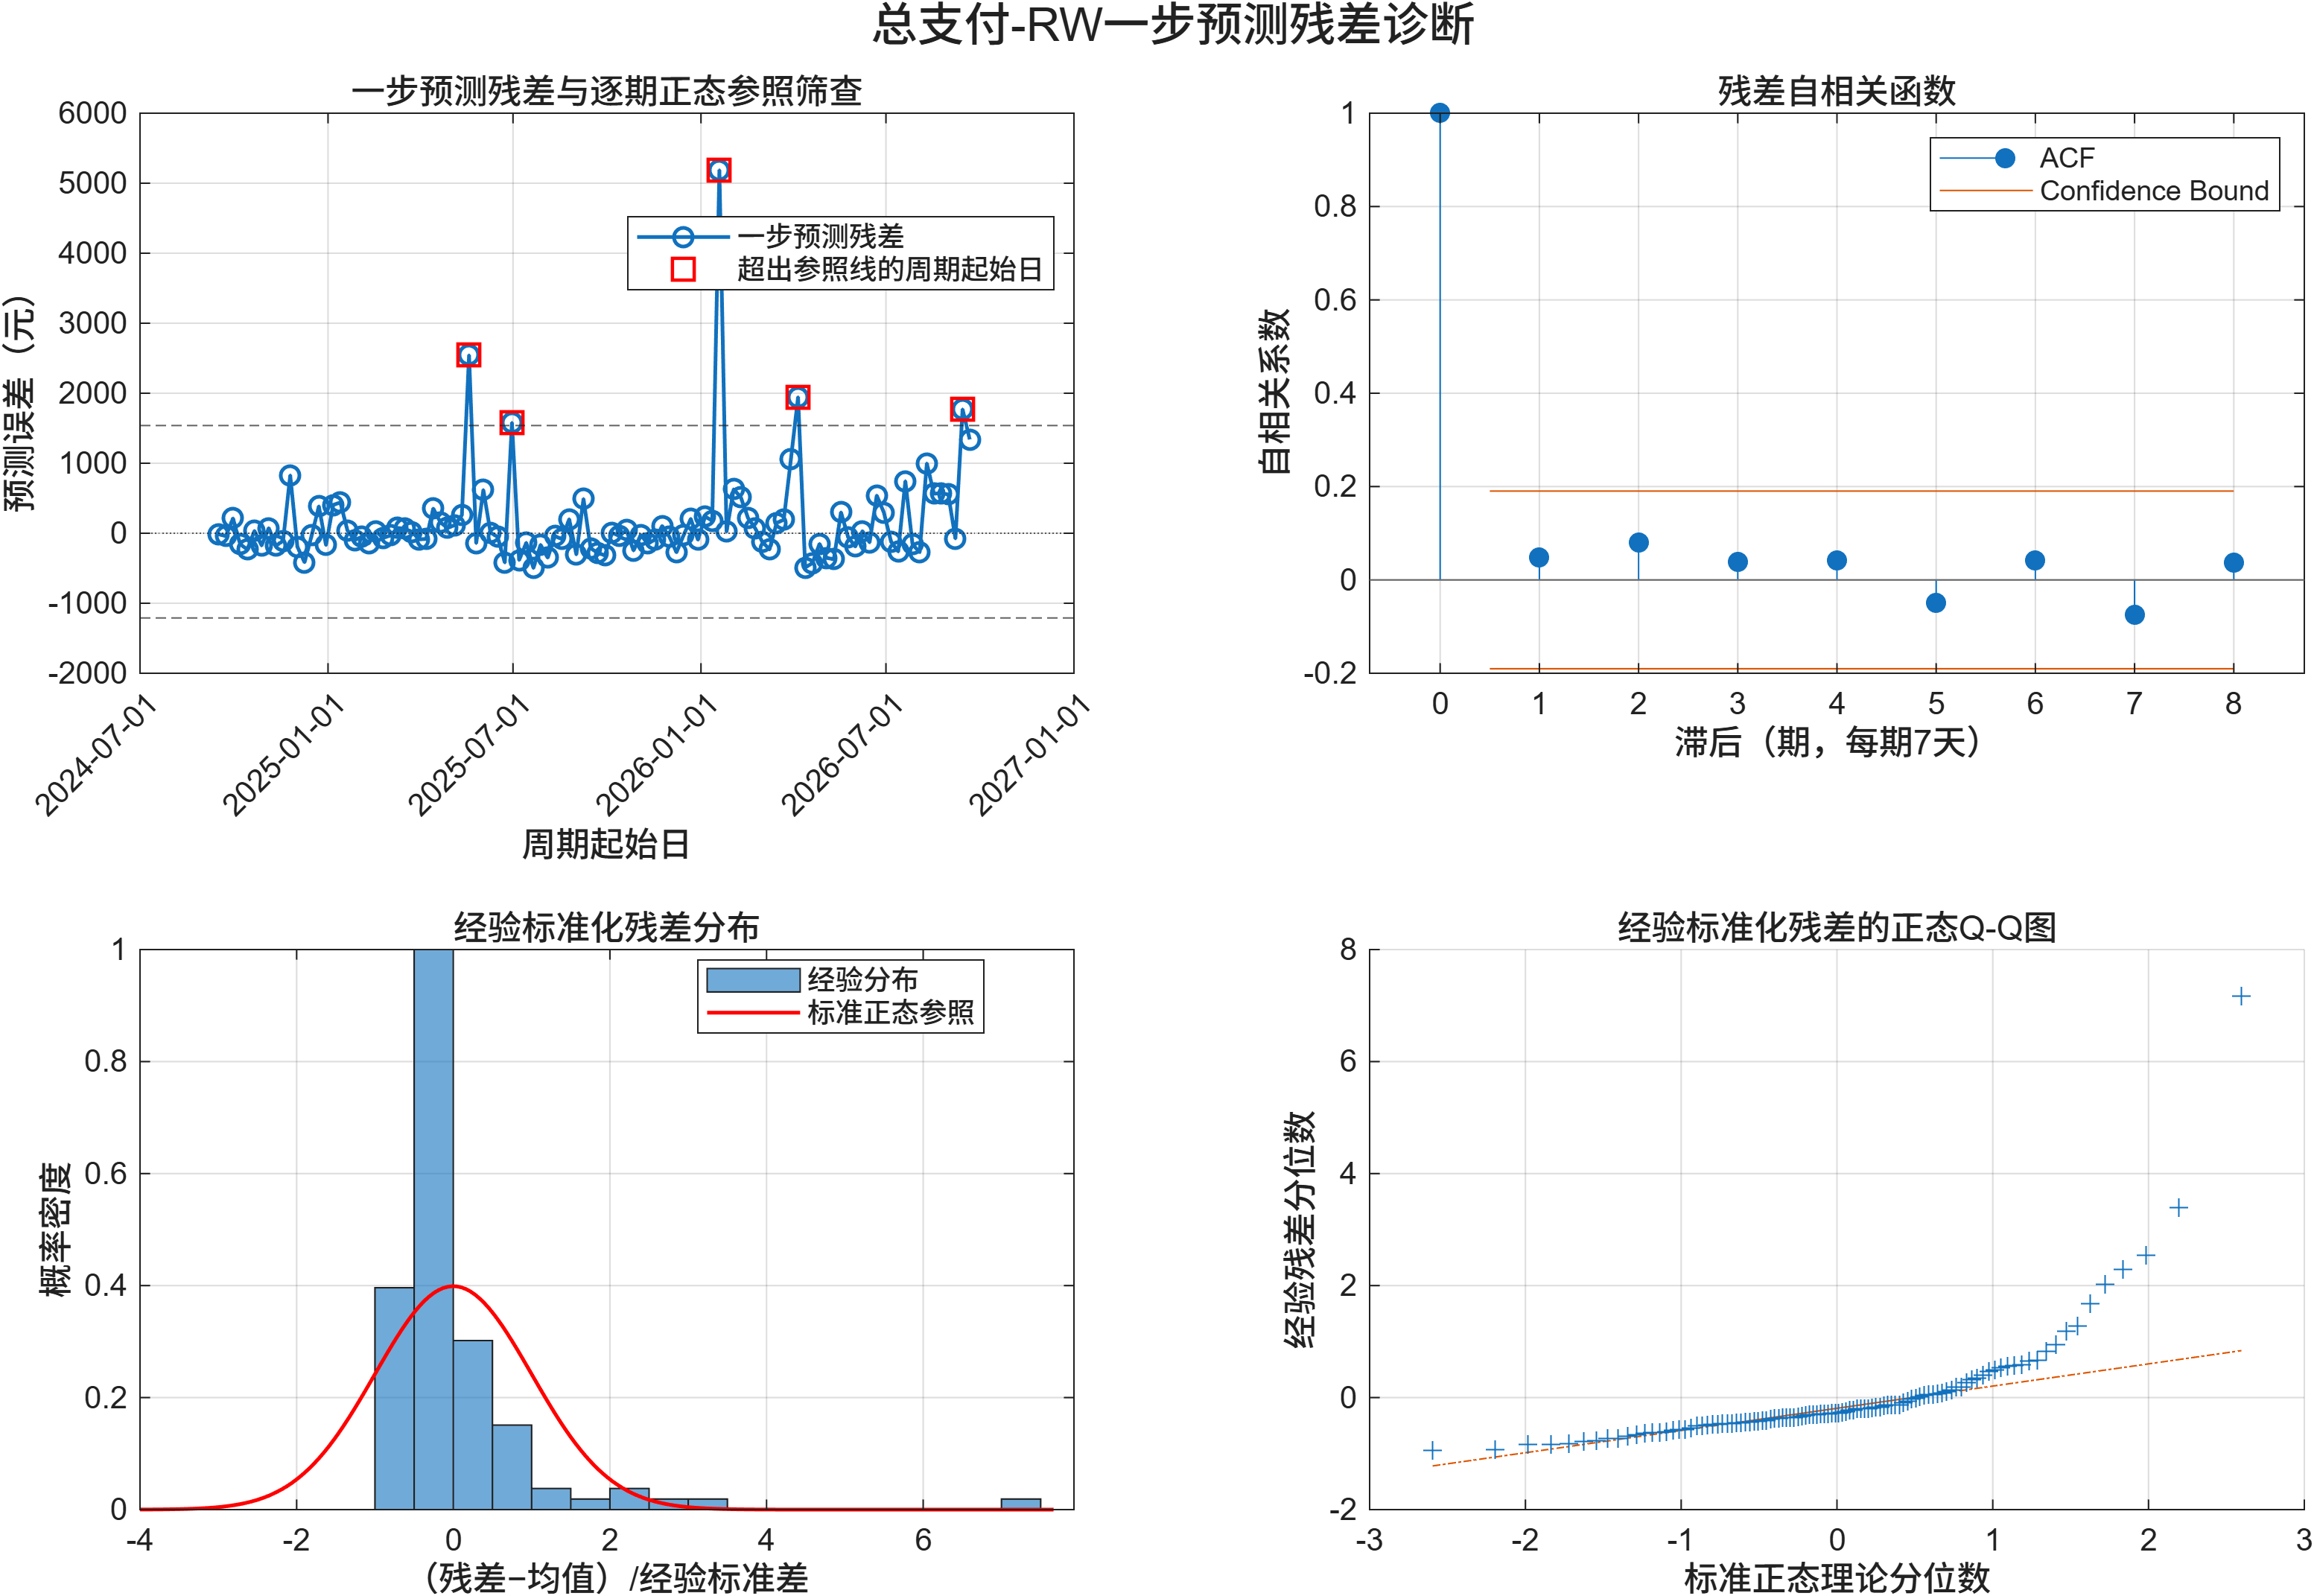 总支付-RW一步预测残差诊断
一步预测残差与逐期正态参照筛查
6000
5000
4000
3000
2000
1000
0
-1000
-2000
预测误差（元）
一步预测残差
超出参照线的周期起始日
2024-07-01
2025-01-01
2025-07-01
2026-01-01
2026-07-01
2027-01-01
周期起始日
残差自相关函数
1
0.8
0.6
0.4
0.2
0
-0.2
自相关系数
ACF
Confidence Bound
0 1 2 3 4 5 6 7 8
滞后（期，每期7天）
经验标准化残差分布
1
0.8
0.6
0.4
0.2
0
概率密度
经验分布
标准正态参照
-4 -2 0 2 4 6
（残差−均值）/经验标准差
经验标准化残差的正态Q-Q图
8
6
4
2
0
-2
经验残差分位数
-3 -2 -1 0 1 2 3
标准正态理论分位数